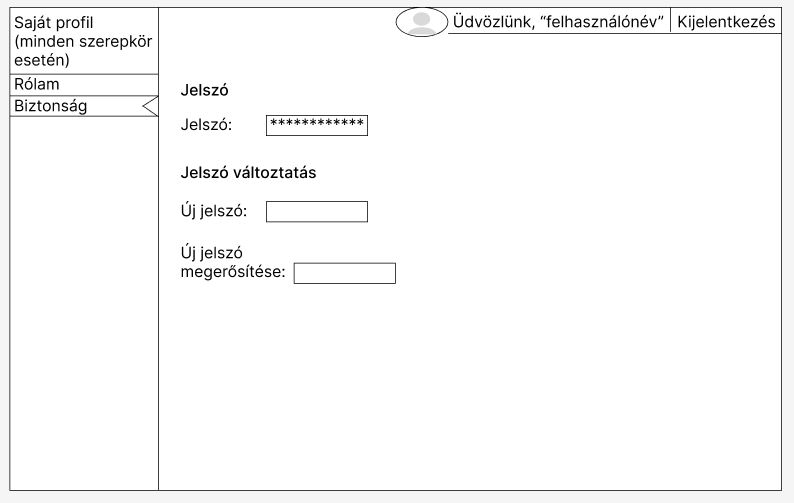 Saját profil
(minden szerepkör
esetén)
Rólam
Biztonság
Üdvözlünk, “felhasználónév”
Kijelentkezés
Jelszó
Jelszó:
************
Jelszó változtatás
Új jelszó:
Új jelszó
megerősítése: